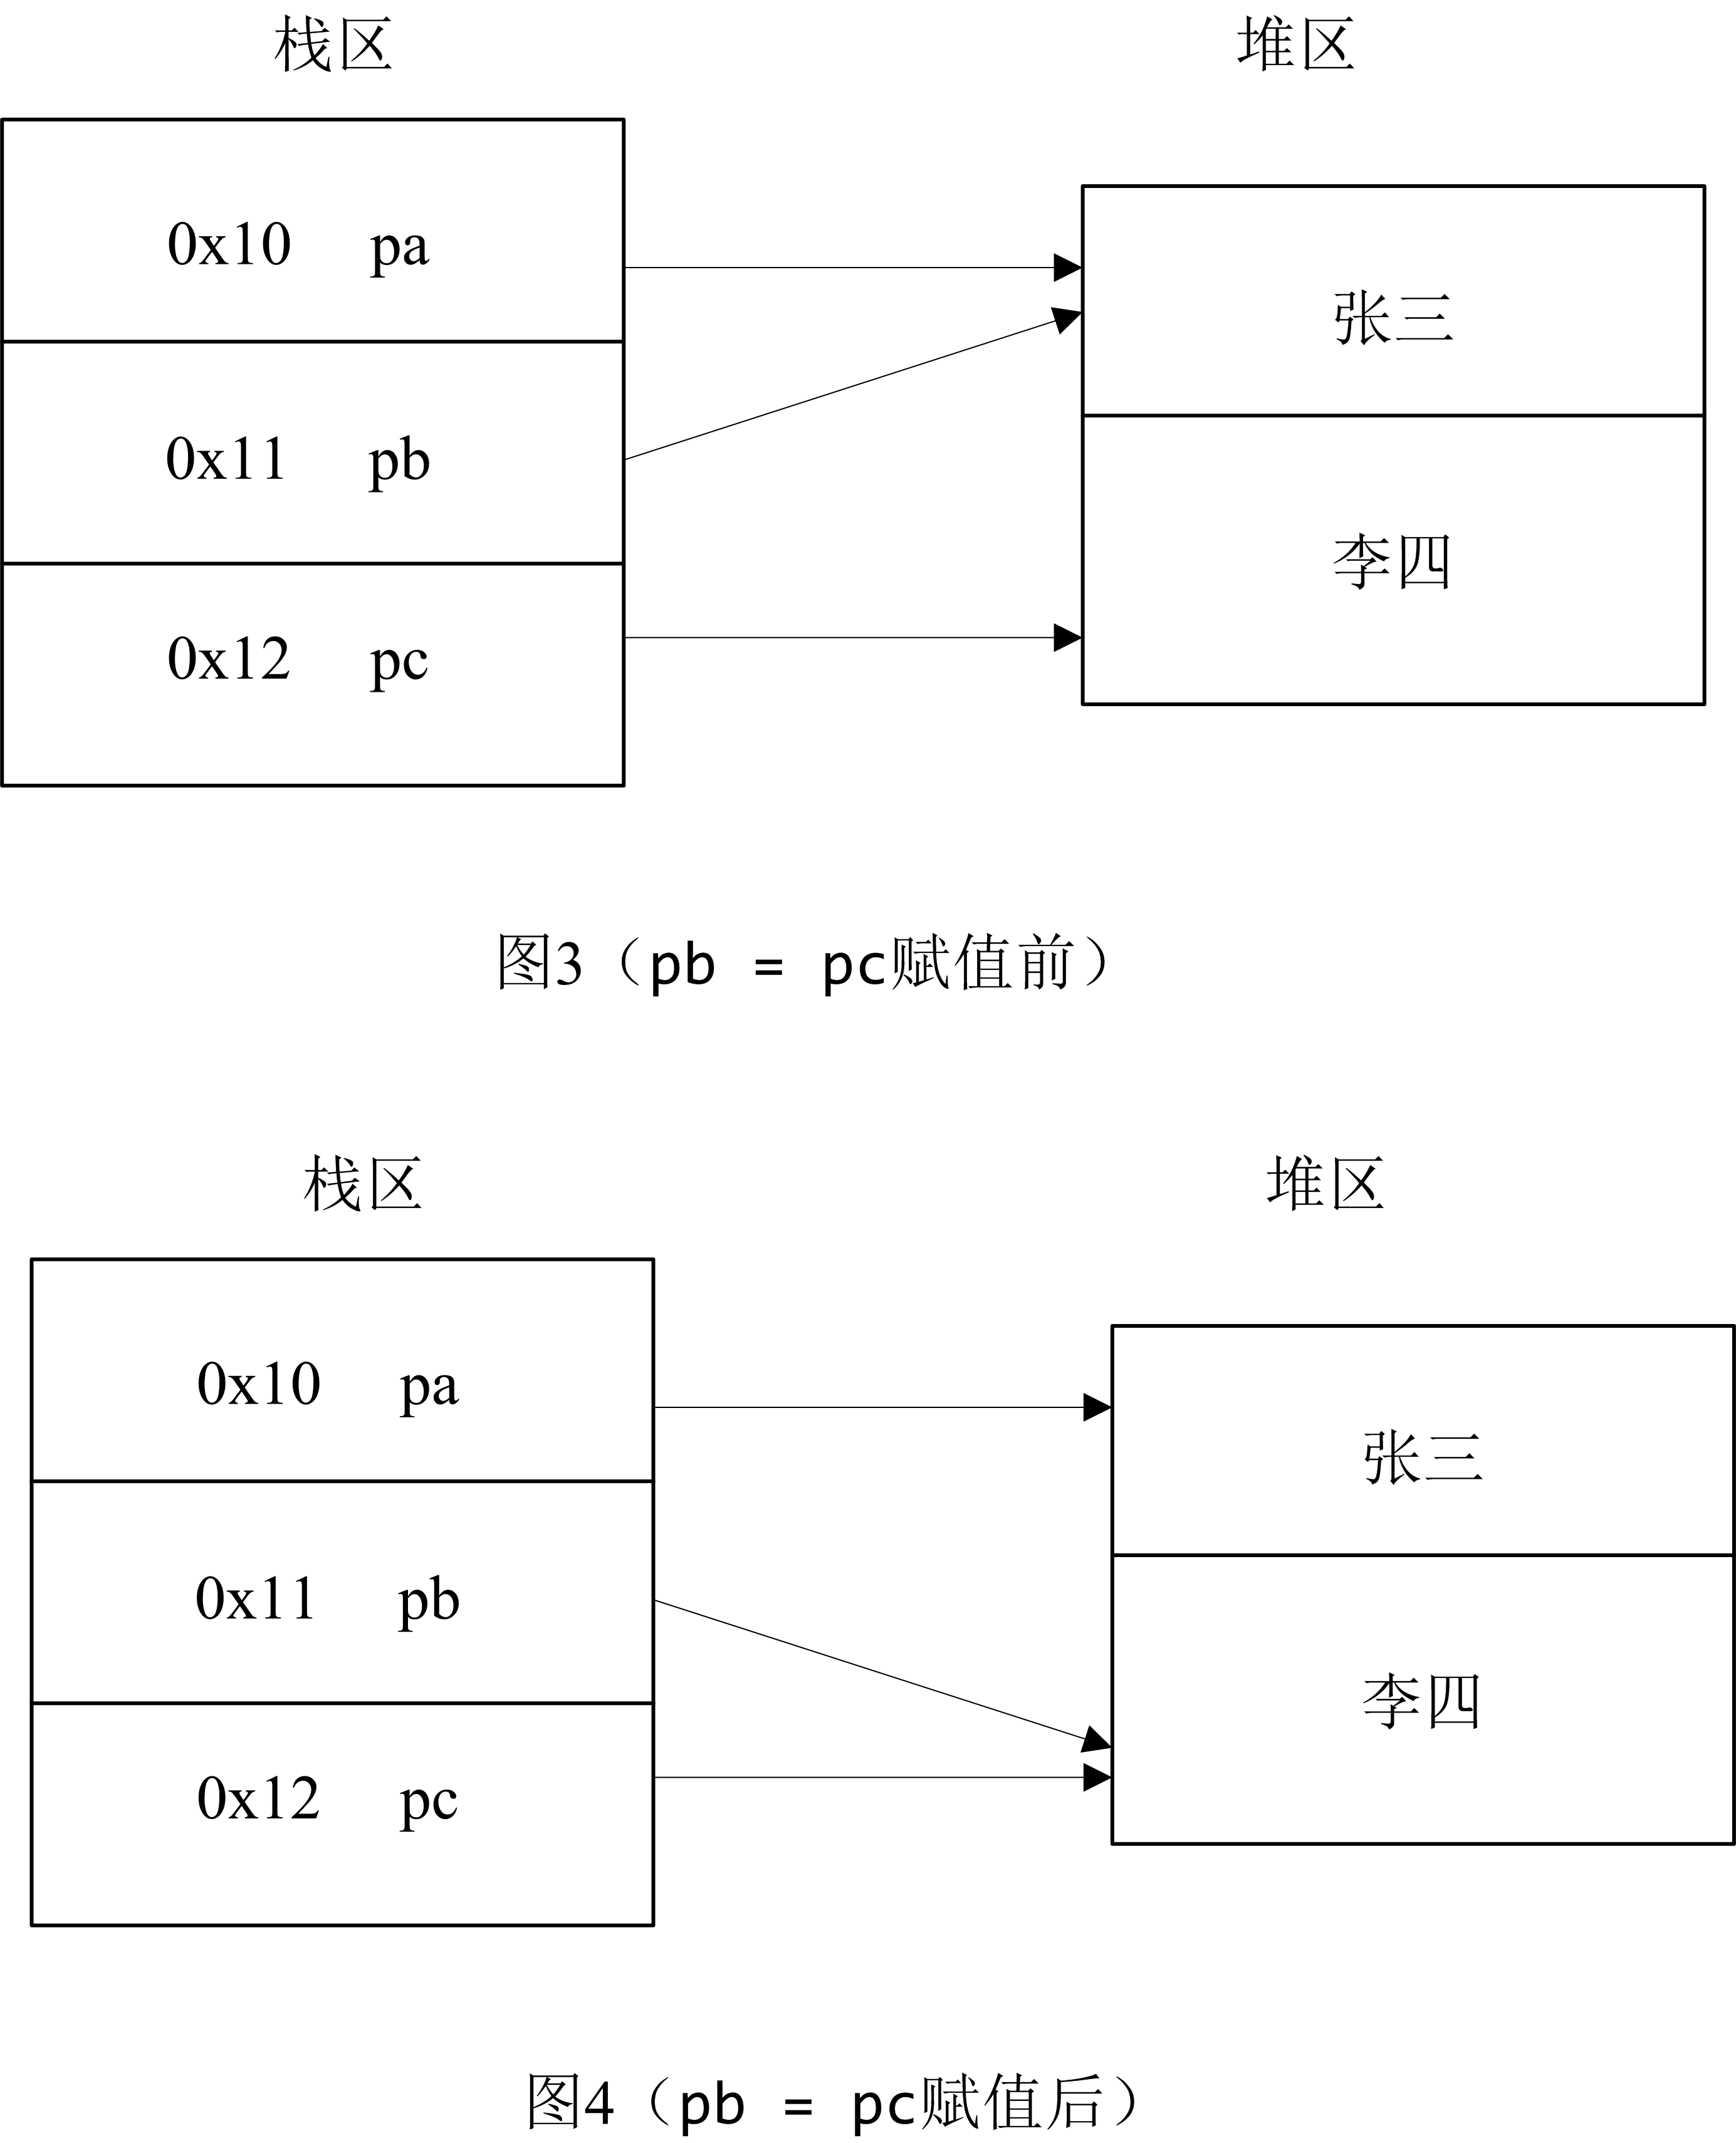 栈区 堆区
0x10 pa
张三
0x11 pb
李四
0x12 pc
图3（pb = pc赋值前）
栈区 堆区
0x10 pa
张三
0x11 pb
李四
0x12 pc
图4（pb = pc赋值后）